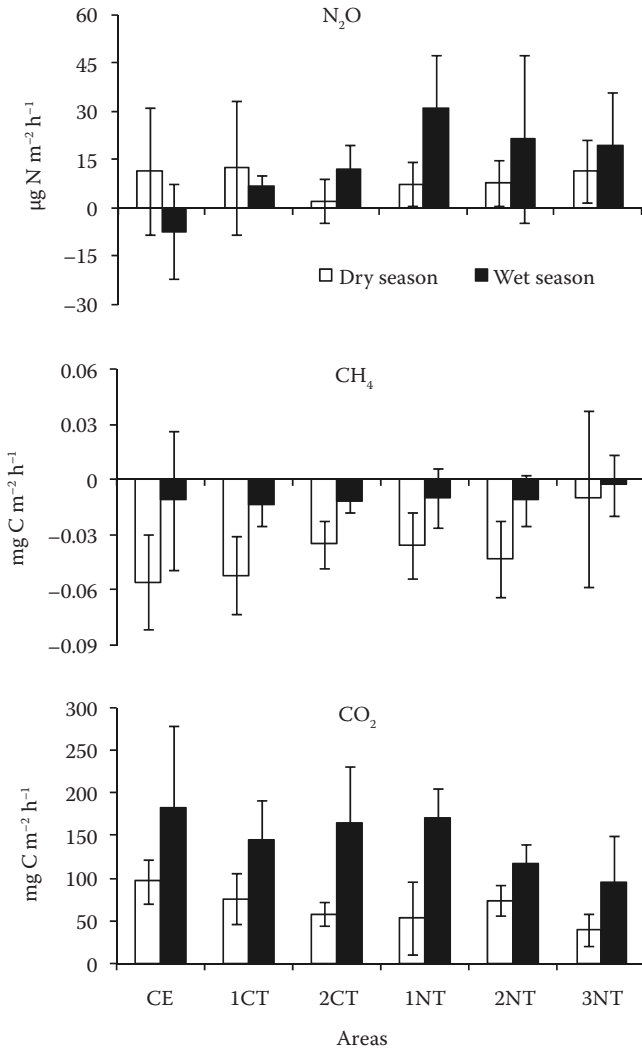 N₂O
60
45
30
15
0
−15
−30
µg N m⁻² h⁻¹
Dry season Wet season
CH₄
0.06
0.03
0
−0.03
−0.06
−0.09
mg C m⁻² h⁻¹
CO₂
300
250
200
150
100
50
0
mg C m⁻² h⁻¹
CE 1CT 2CT 1NT 2NT 3NT
Areas